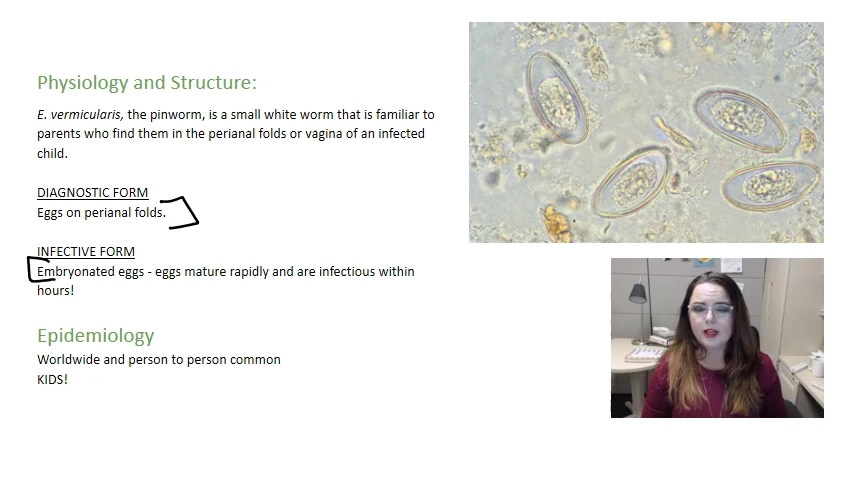 Physiology and Structure:
E. vermicularis, the pinworm, is a small white worm that is familiar to
parents who find them in the perianal folds or vagina of an infected
child.
DIAGNOSTIC FORM
Eggs on perianal folds.
INFECTIVE FORM
Embryonated eggs - eggs mature rapidly and are infectious within
hours!
Epidemiology
Worldwide and person to person common
KIDS!